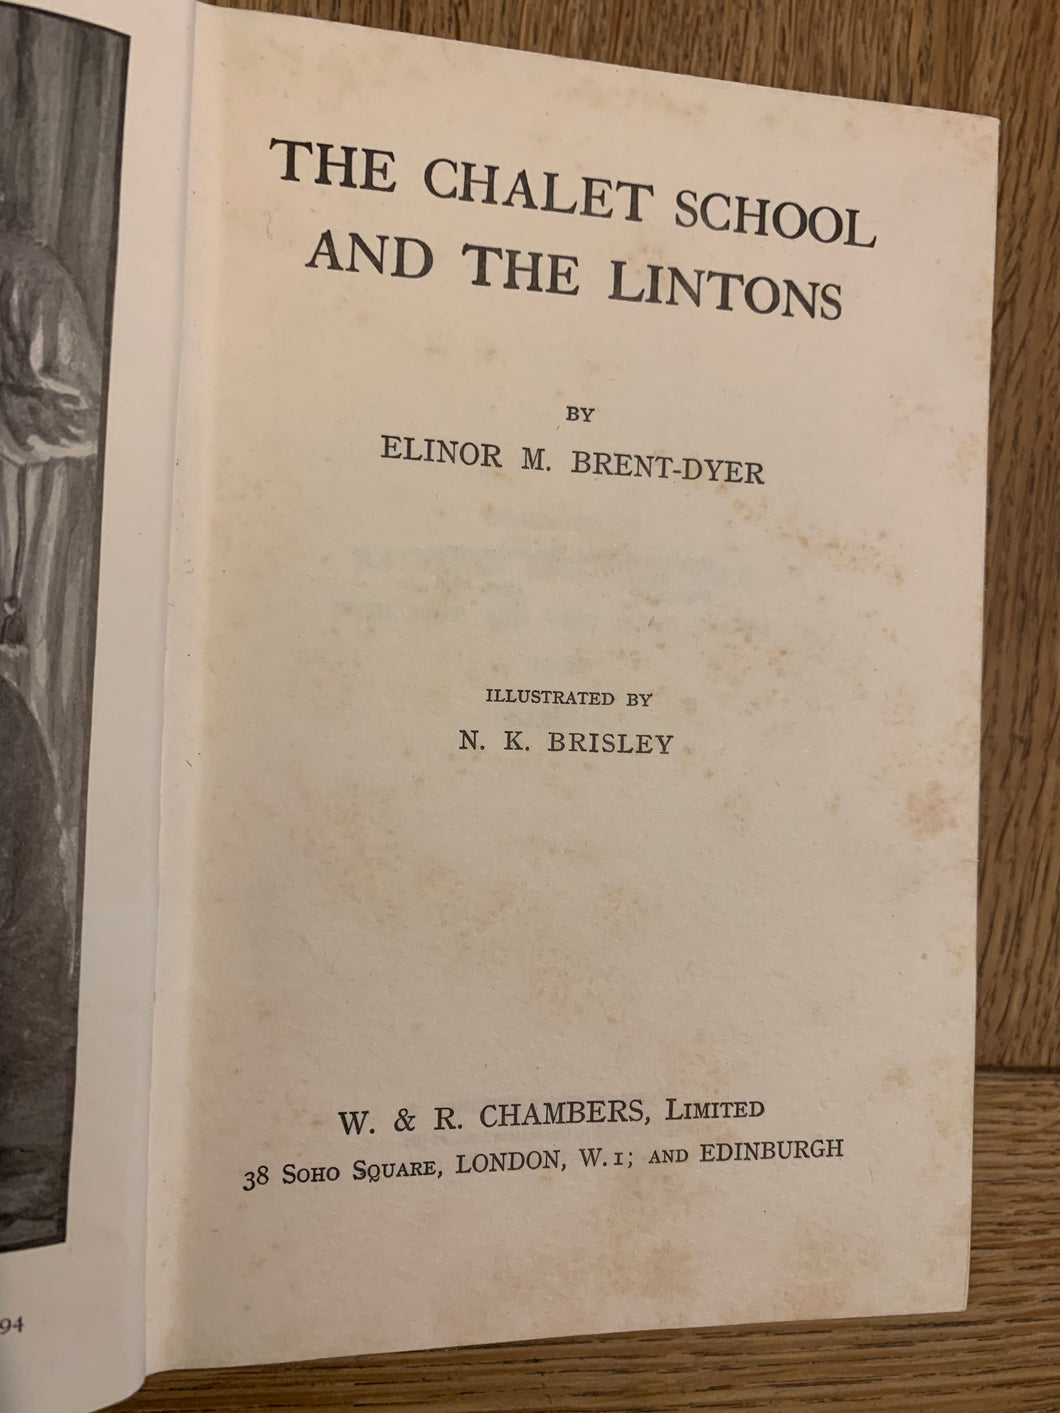 THE CHALET SCHOOL
AND THE LINTONS
BY
ELINOR M. BRENT-DYER
ILLUSTRATED BY
N. K. BRISLEY
W. & R. CHAMBERS, LIMITED
38 SOHO SQUARE, LONDON, W.1; AND EDINBURGH
94